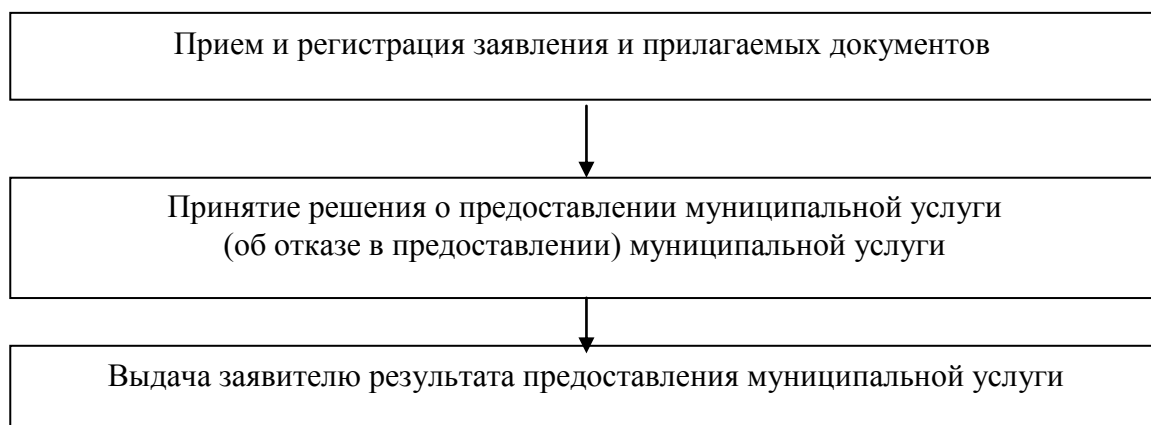 Прием и регистрация заявления и прилагаемых документов
Принятие решения о предоставлении муниципальной услуги
(об отказе в предоставлении) муниципальной услуги
Выдача заявителю результата предоставления муниципальной услуги